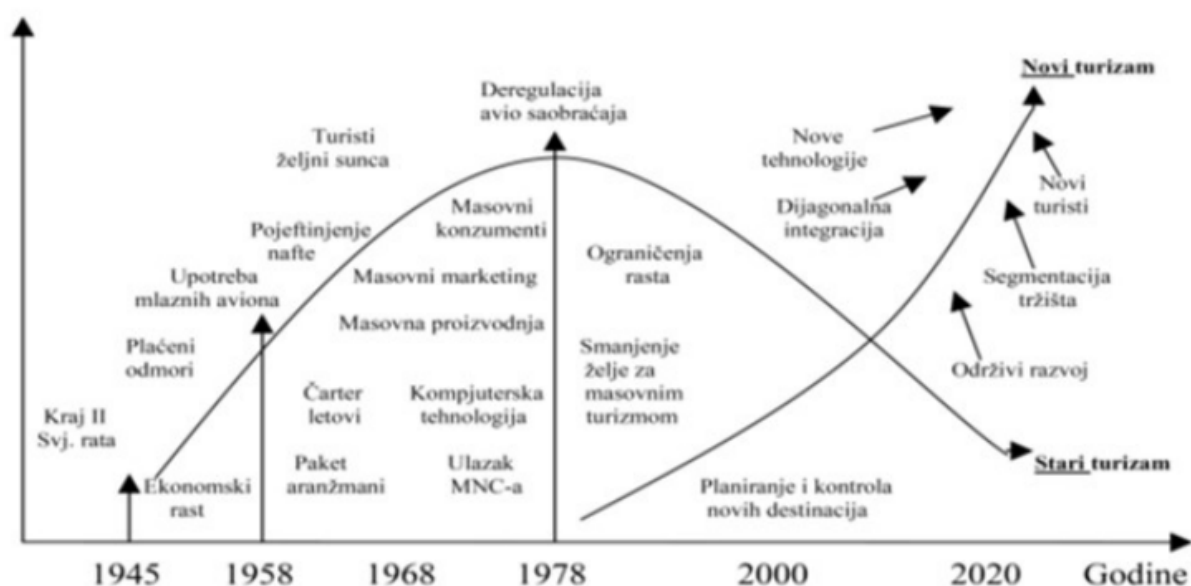 Novi turizam
Deregulacija
avio saobraćaja
Turisti
željni sunca
Nove
tehnologije
Novi
turisti
Masovni
konzumenti
Dijagonalna
integracija
Pojeftinjenje
nafte
Ograničenja
rasta
Upotreba
mlaznih aviona
Masovni marketing
Segmentacija
tržišta
Masovna proizvodnja
Plaćeni
odmori
Smanjenje
želje za
masovnim
turizmom
Održivi razvoj
Čarter
letovi
Kompjuterska
tehnologija
Kraj II
Svj. rata
Stari turizam
Ekonomski
rast
Paket
aranžmani
Ulazak
MNC-a
Planiranje i kontrola
novih destinacija
1945 1958 1968 1978 2000 2020 Godine